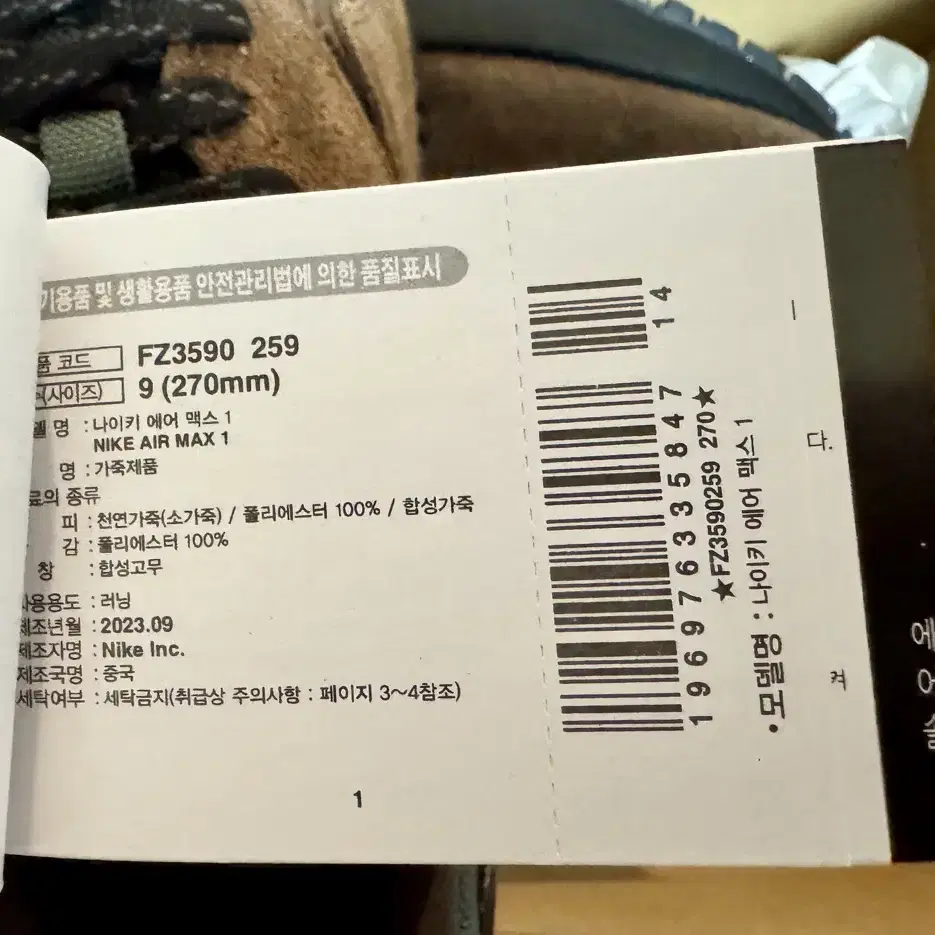 기용품 및 생활용품 안전관리법에 의한 품질표시
품 코드 FZ3590 259
(사이즈) 9 (270mm)
델 명 : 나이키 에어 맥스 1
NIKE AIR MAX 1
명 : 가죽제품
료의 종류
피 : 천연가죽(소가죽) / 폴리에스터 100% / 합성가죽
감 : 폴리에스터 100%
창 : 합성고무
사용용도 : 러닝
제조년월 : 2023.09
제조자명 : Nike Inc.
제조국명 : 중국
세탁여부 : 세탁금지(취급상 주의사항 : 페이지 3~4참조)
1
14
196976335847
★FZ3590259 270★
•모델명 : 나이키 에어 맥스 1
다.
켜
에
어